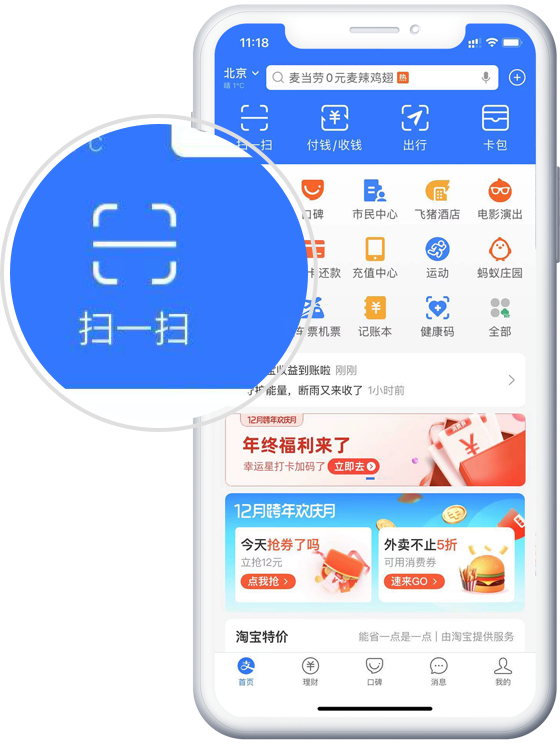 11:18
北京
晴 1°C
麦当劳0元麦辣鸡翅 热
扫一扫 付钱/收钱 出行 卡包
C
扫一扫
口碑 市民中心 飞猪酒店 电影演出
卡还款 充值中心 运动 蚂蚁庄园
车票机票 记账本 健康码 全部
宝收益到账啦 刚刚
能量，断雨又来收了 1小时前
12月跨年欢庆月
年终福利来了
幸运星打卡加码了 立即去
12月跨年欢庆月
今天抢券了吗 外卖不止5折
立抢12元 可用消费券
点我抢 速来GO
淘宝特价 能省一点是一点 | 由淘宝提供服务
首页 理财 口碑 消息 我的